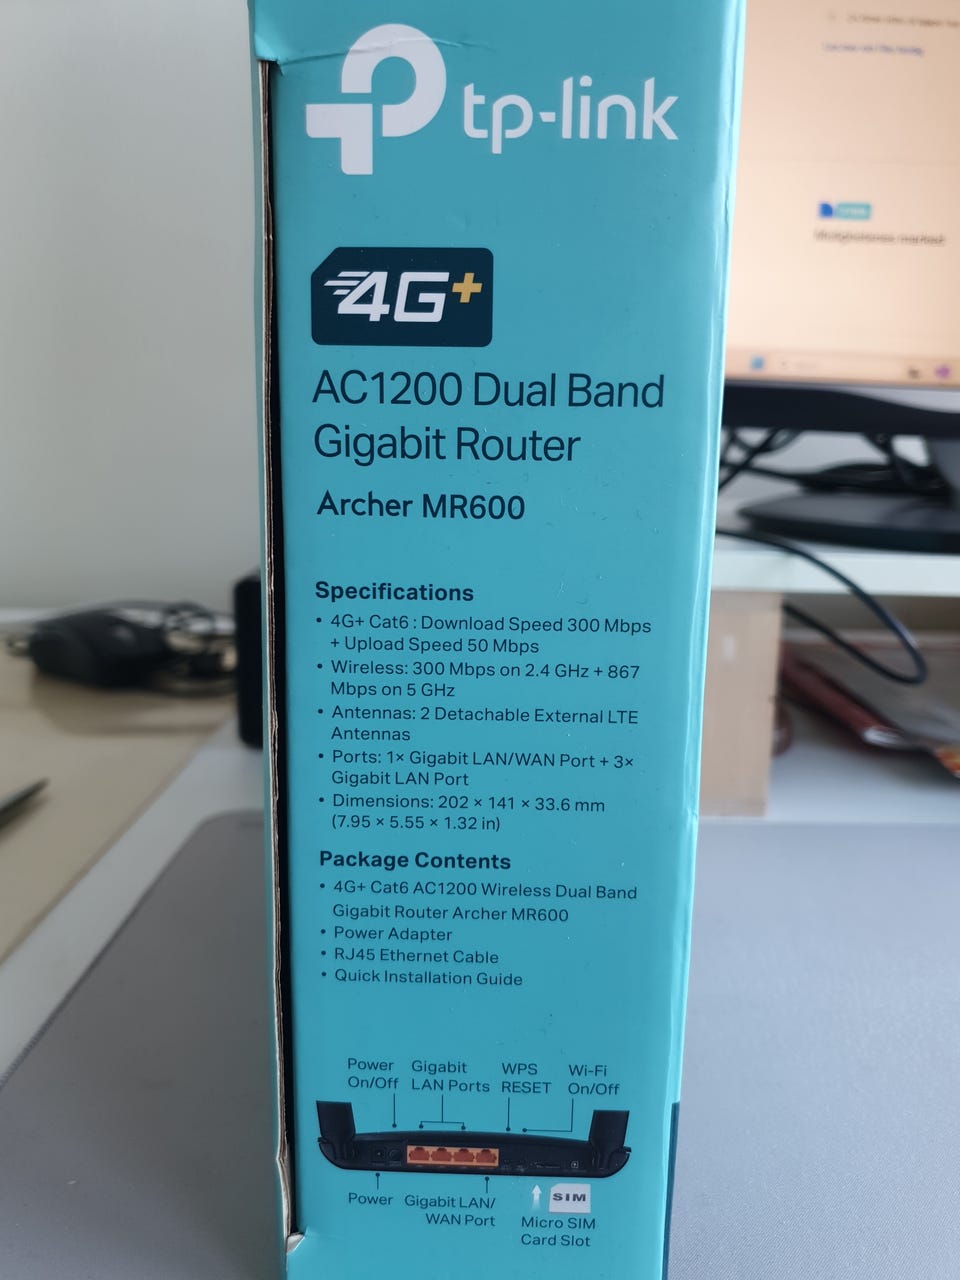 tp-link
4G+
AC1200 Dual Band
Gigabit Router
Archer MR600
Specifications
• 4G+ Cat6 : Download Speed 300 Mbps
+ Upload Speed 50 Mbps
• Wireless: 300 Mbps on 2.4 GHz + 867
Mbps on 5 GHz
• Antennas: 2 Detachable External LTE
Antennas
• Ports: 1× Gigabit LAN/WAN Port + 3×
Gigabit LAN Port
• Dimensions: 202 × 141 × 33.6 mm
(7.95 × 5.55 × 1.32 in)
Package Contents
• 4G+ Cat6 AC1200 Wireless Dual Band
Gigabit Router Archer MR600
• Power Adapter
• RJ45 Ethernet Cable
• Quick Installation Guide
Power
On/Off
Gigabit
LAN Ports
WPS
RESET
Wi-Fi
On/Off
Power
Gigabit LAN/
WAN Port
SIM
Micro SIM
Card Slot